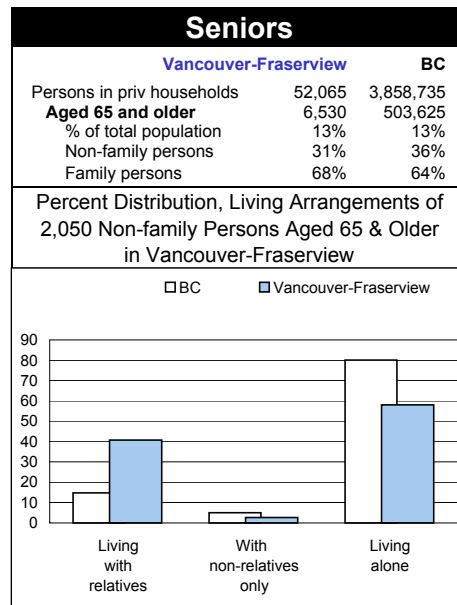 Seniors
Vancouver-Fraserview BC
Persons in priv households 52,065 3,858,735
Aged 65 and older 6,530 503,625
% of total population 13% 13%
Non-family persons 31% 36%
Family persons 68% 64%
Percent Distribution, Living Arrangements of
2,050 Non-family Persons Aged 65 & Older
in Vancouver-Fraserview
BC Vancouver-Fraserview
90
80
70
60
50
40
30
20
10
0
Living with relatives
With non-relatives only
Living alone